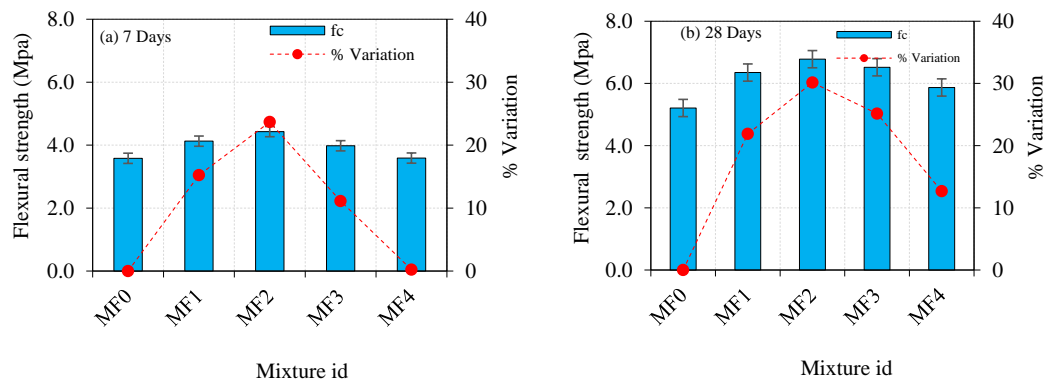 (a) 7 Days
fc
% Variation
Flexural strength (Mpa)
8.0
6.0
4.0
2.0
0.0
40
30
20
10
0
% Variation
MF0
MF1
MF2
MF3
MF4
Mixture id
(b) 28 Days
fc
% Variation
Flexural strength (Mpa)
8.0
6.0
4.0
2.0
0.0
40
30
20
10
0
% Variation
MF0
MF1
MF2
MF3
MF4
Mixture id